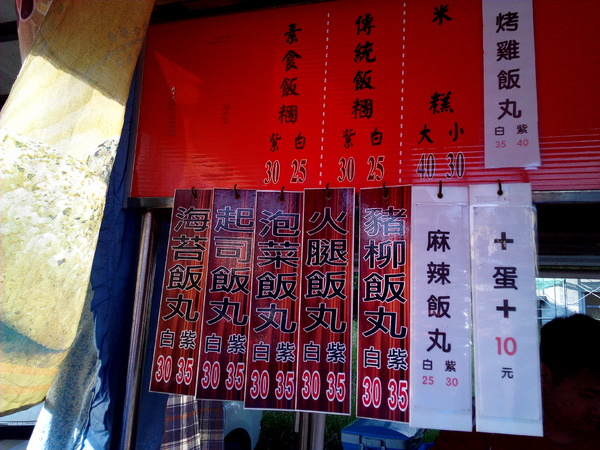 素食飯糰
紫 白
30 25
傳統飯糰
紫 白
30 25
米糕
大 小
40 30
烤雞飯丸
白 紫
35 40
海苔飯丸
白 紫
30 35
起司飯丸
白 紫
30 35
泡菜飯丸
白 紫
30 35
火腿飯丸
白 紫
30 35
豬柳飯丸
白 紫
30 35
麻辣飯丸
白 紫
25 30
+蛋+
10
元